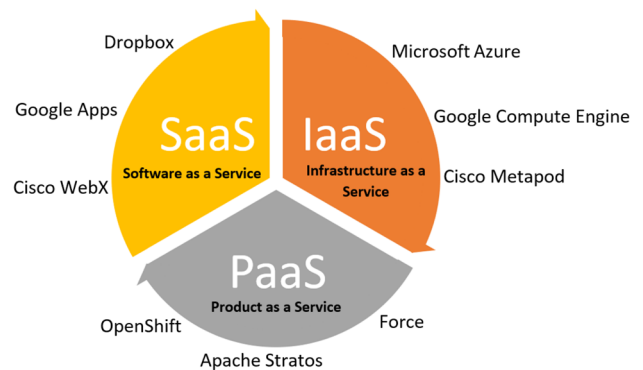 Dropbox
Google Apps
Cisco WebX
SaaS
Software as a Service
IaaS
Infrastructure as a
Service
Microsoft Azure
Google Compute Engine
Cisco Metapod
PaaS
Product as a Service
OpenShift
Apache Stratos
Force